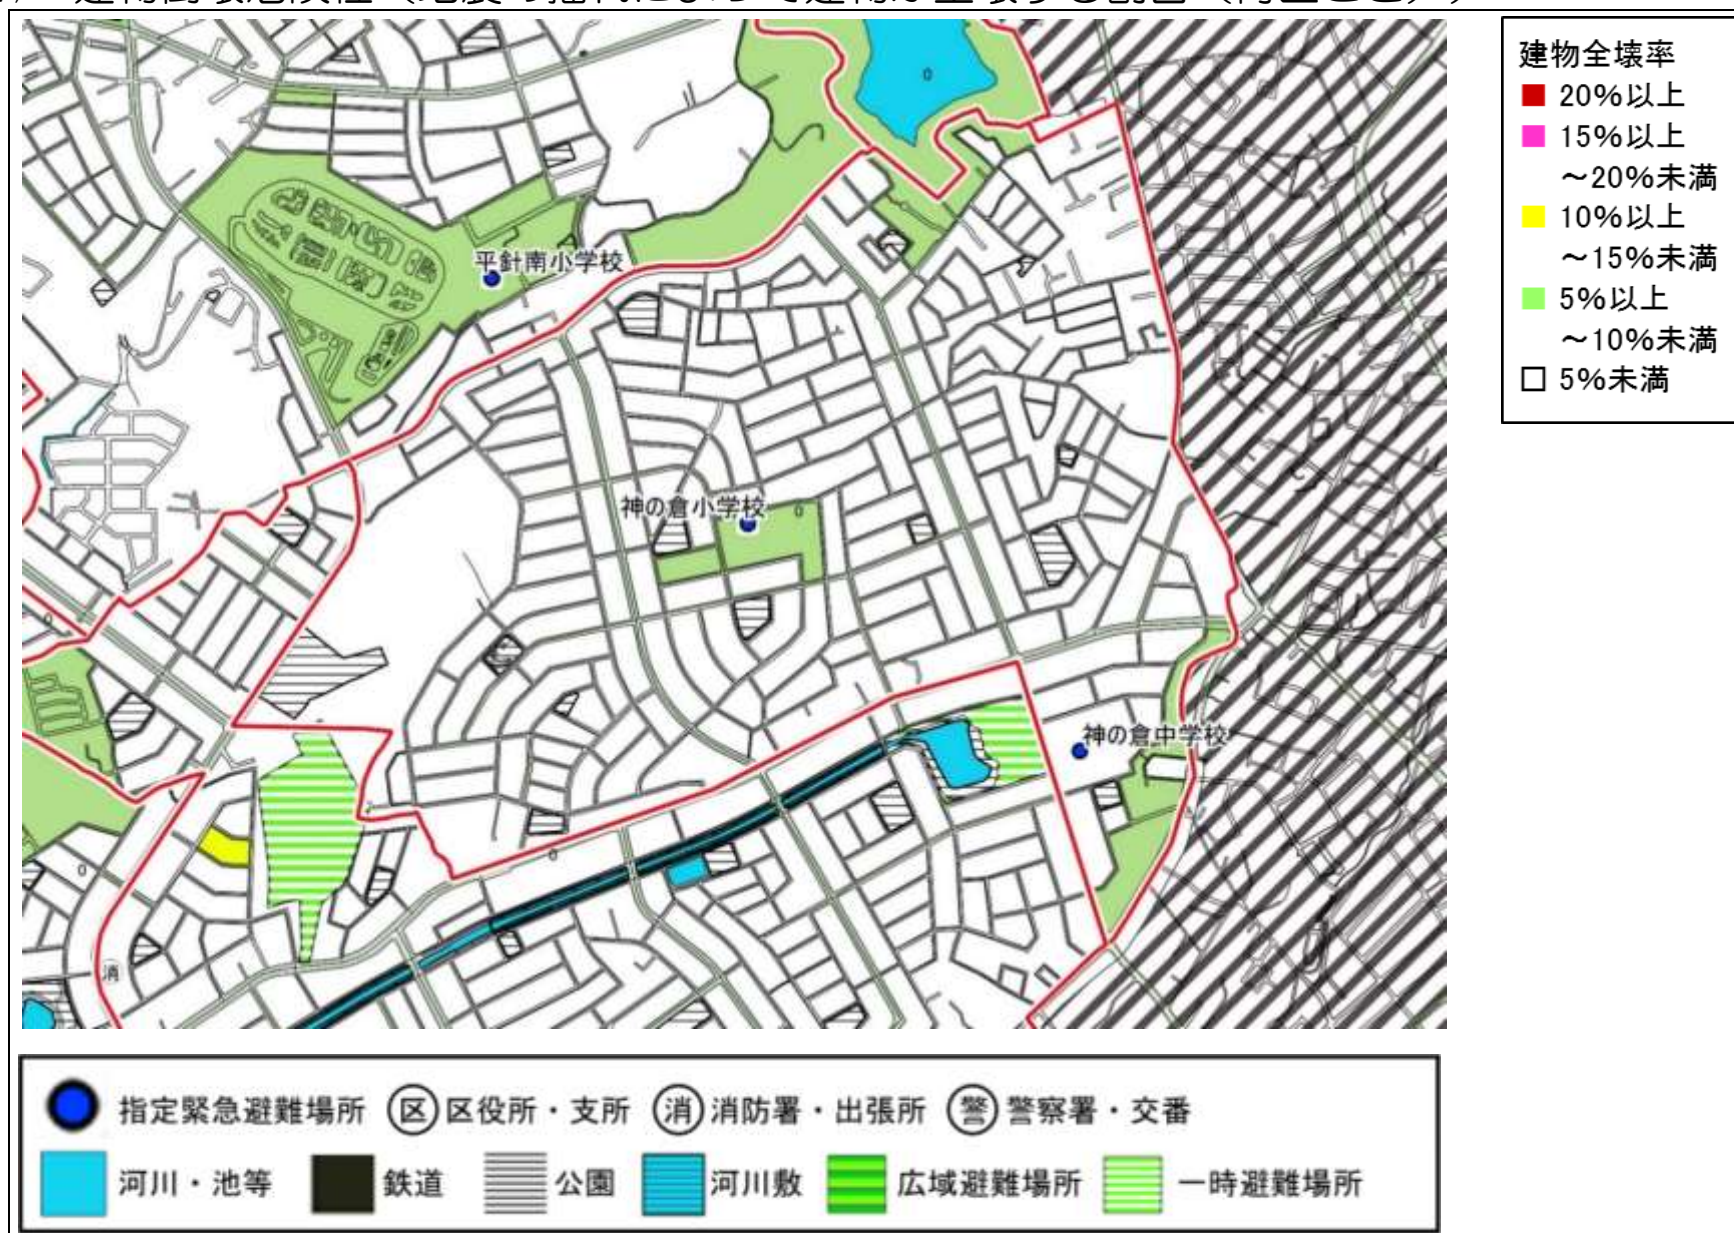 建物全壊率
20%以上
15%以上
～20%未満
10%以上
～15%未満
5%以上
～10%未満
5%未満
0
平針南小学校
神の倉小学校
0
0
神の倉中学校
0
0
消
指定緊急避難場所 区 区役所・支所 消 消防署・出張所 警 警察署・交番
河川・池等 鉄道 公園 河川敷 広域避難場所 一時避難場所